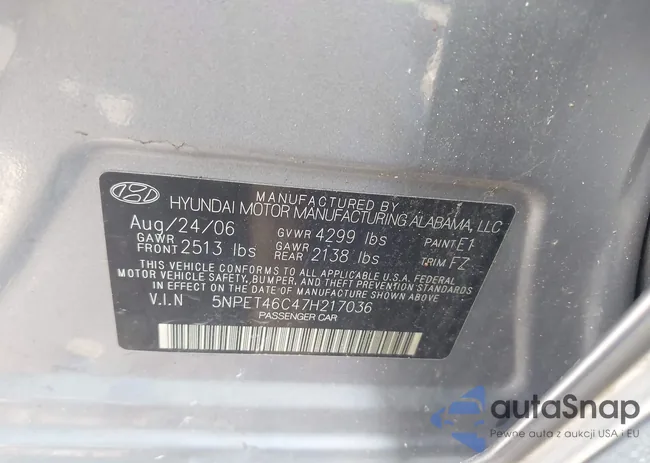 MANUFACTURED BY
HYUNDAI MOTOR MANUFACTURING ALABAMA, LLC
Aug/24/06 GVWR 4299 lbs PAINT E1
GAWR FRONT 2513 lbs GAWR REAR 2138 lbs TRIM FZ
THIS VEHICLE CONFORMS TO ALL APPLICABLE U.S.A. FEDERAL
MOTOR VEHICLE SAFETY,BUMPER, AND THEFT PREVENTION STANDARDS
IN EFFECT ON THE DATE OF MANUFACTURE SHOWN ABOVE.
V.I.N 5NPET46C47H217036
PASSENGER CAR
autaSnap
Pewne auta z aukcji USA i EU